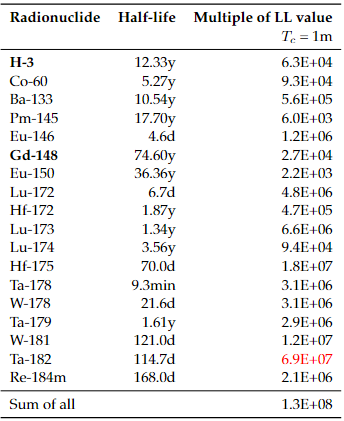 Radionuclide Half-life Multiple of LL value
Tc = 1m
H-3 12.33y 6.3E+04
Co-60 5.27y 9.3E+04
Ba-133 10.54y 5.6E+05
Pm-145 17.70y 6.0E+03
Eu-146 4.6d 1.2E+06
Gd-148 74.60y 2.7E+04
Eu-150 36.36y 2.2E+03
Lu-172 6.7d 4.8E+06
Hf-172 1.87y 4.7E+05
Lu-173 1.34y 6.6E+06
Lu-174 3.56y 9.4E+04
Hf-175 70.0d 1.8E+07
Ta-178 9.3min 3.1E+06
W-178 21.6d 3.1E+06
Ta-179 1.61y 2.9E+06
W-181 121.0d 1.2E+07
Ta-182 114.7d 6.9E+07
Re-184m 168.0d 2.1E+06
Sum of all 1.3E+08